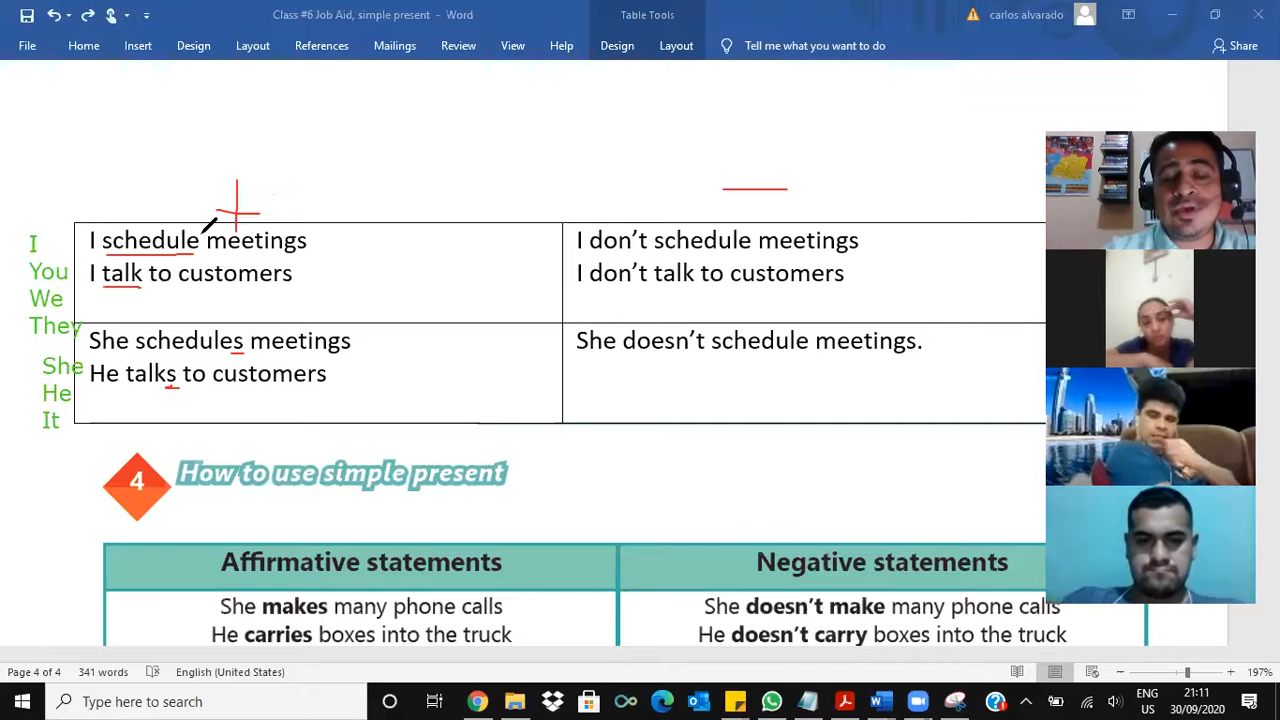 Class #6 Job Aid, simple present - Word
Table Tools
carlos alvarado
File Home Insert Design Layout References Mailings Review View Help Design Layout Tell me what you want to do Share
I schedule meetings
I talk to customers
I don't schedule meetings
I don't talk to customers
I
You
We
They
She schedules meetings
He talks to customers
She doesn't schedule meetings.
She
He
It
4 How to use simple present
Affirmative statements
Negative statements
She makes many phone calls
He carries boxes into the truck
She doesn't make many phone calls
He doesn't carry boxes into the truck
Page 4 of 4 341 words English (United States) 197%
Type here to search
ENG
US
21:11
30/09/2020